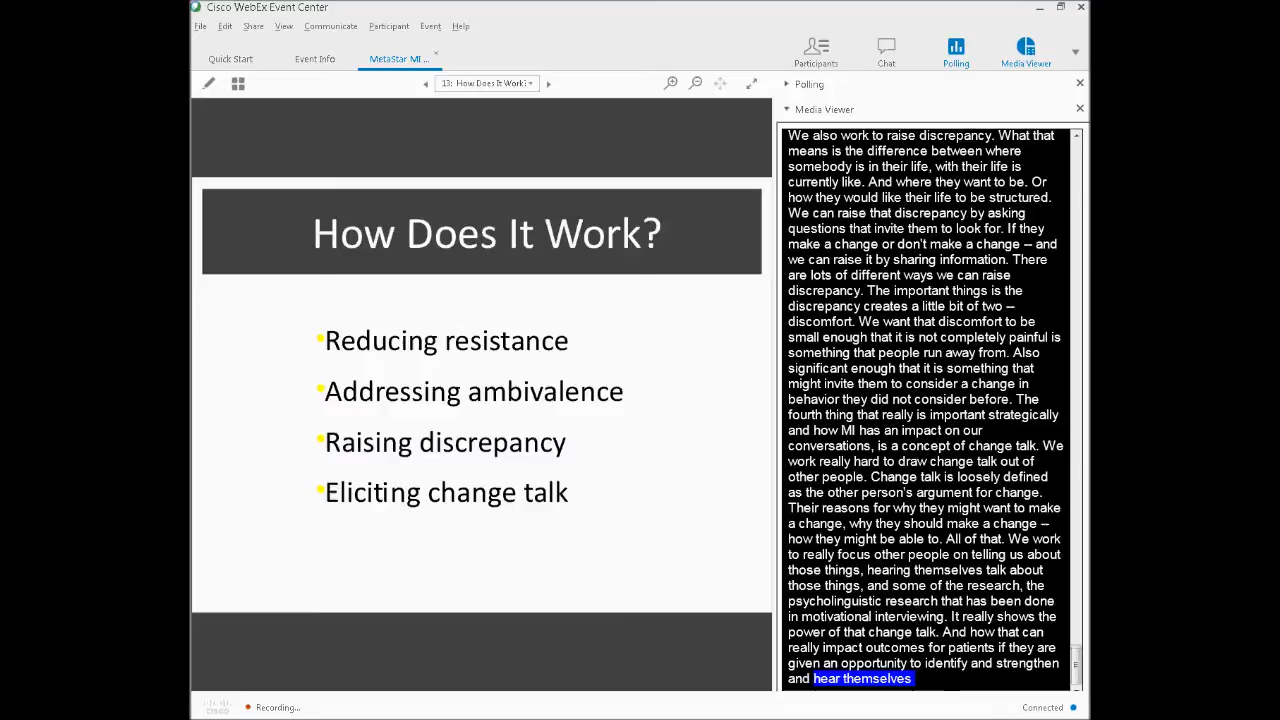 Cisco WebEx Event Center
File Edit Share View Communicate Participant Event Help
Quick Start Event Info MetaStar MI ...
Participants Chat Polling Media Viewer
13: How Does It Work?
Polling
Media Viewer
How Does It Work?
•Reducing resistance
•Addressing ambivalence
•Raising discrepancy
•Eliciting change talk
We also work to raise discrepancy. What that
means is the difference between where
somebody is in their life, with their life is
currently like. And where they want to be. Or
how they would like their life to be structured.
We can raise that discrepancy by asking
questions that invite them to look for. If they
make a change or don't make a change -- and
we can raise it by sharing information. There
are lots of different ways we can raise
discrepancy. The important things is the
discrepancy creates a little bit of two --
discomfort. We want that discomfort to be
small enough that it is not completely painful is
something that people run away from. Also
significant enough that it is something that
might invite them to consider a change in
behavior they did not consider before. The
fourth thing that really is important strategically
and how MI has an impact on our
conversations, is a concept of change talk. We
work really hard to draw change talk out of
other people. Change talk is loosely defined
as the other person's argument for change.
Their reasons for why they might want to make
a change, why they should make a change --
how they might be able to. All of that. We work
to really focus other people on telling us about
those things, hearing themselves talk about
those things, and some of the research, the
psycholinguistic research that has been done
in motivational interviewing. It really shows the
power of that change talk. And how that can
really impact outcomes for patients if they are
given an opportunity to identify and strengthen
and hear themselves
CISCO Recording...
Connected